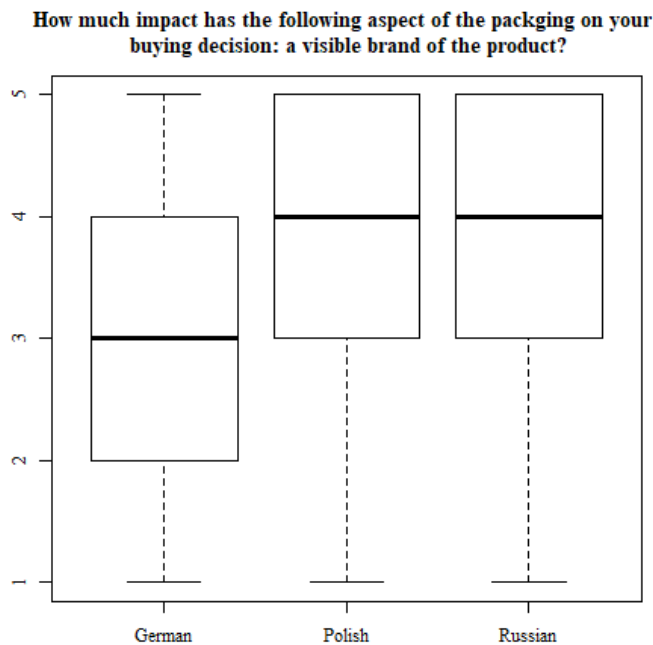 How much impact has the following aspect of the packging on your
buying decision: a visible brand of the product?
5
4
3
2
1
German Polish Russian